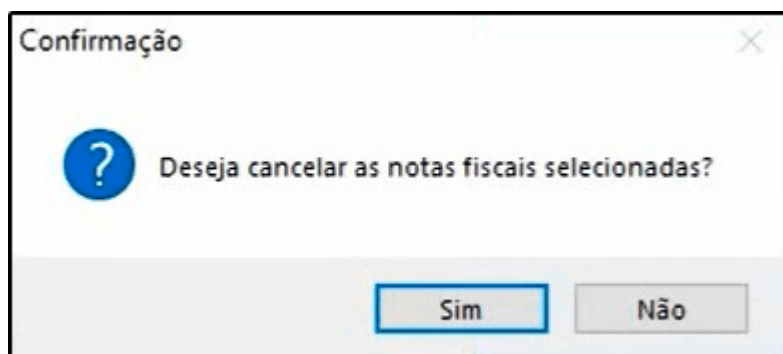 Confirmação
Deseja cancelar as notas fiscais selecionadas?
Sim Não